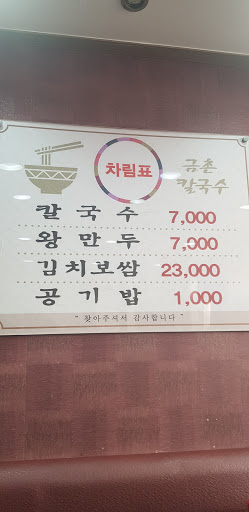 차림표
금촌
칼국수
칼국수 7,000
왕만두 7,000
김치보쌈 23,000
공기밥 1,000
" 찾아주셔서 감사합니다 "